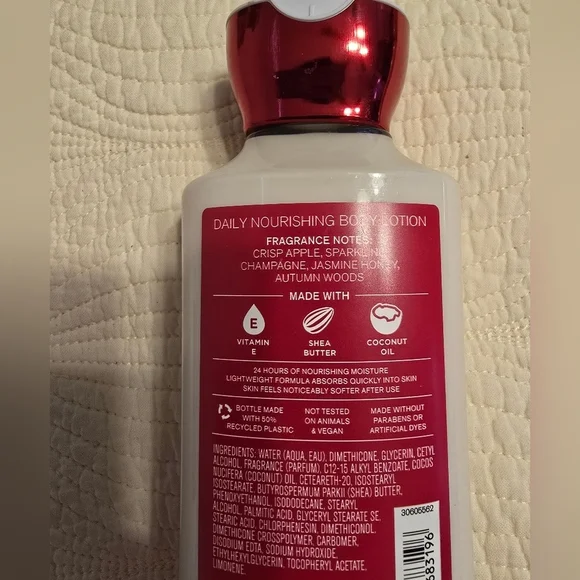 DAILY NOURISHING BODY LOTION
FRAGRANCE NOTES:
CRISP APPLE, SPARKLING
CHAMPAGNE, JASMINE HONEY,
AUTUMN WOODS
MADE WITH
E
VITAMIN
E
SHEA
BUTTER
COCONUT
OIL
24 HOURS OF NOURISHING MOISTURE
LIGHTWEIGHT FORMULA ABSORBS QUICKLY INTO SKIN
SKIN FEELS NOTICEABLY SOFTER AFTER USE
BOTTLE MADE
WITH 50%
RECYCLED PLASTIC
NOT TESTED
ON ANIMALS
& VEGAN
MADE WITHOUT
PARABENS OR
ARTIFICIAL DYES
INGREDIENTS: WATER (AQUA, EAU), DIMETHICONE, GLYCERIN, CETYL
ALCOHOL, FRAGRANCE (PARFUM), C12-15 ALKYL BENZOATE, COCOS
NUCIFERA (COCONUT) OIL, CETEARETH-20, ISOSTEARYL
ISOSTEARATE, BUTYROSPERMUM PARKII (SHEA) BUTTER,
PHENOXYETHANOL, ISODODECANE, STEARYL
ALCOHOL, PALMITIC ACID, GLYCERYL STEARATE SE,
STEARIC ACID, CHLORPHENESIN, DIMETHICONOL,
DIMETHICONE CROSSPOLYMER, CARBOMER,
DISODIUM EDTA, SODIUM HYDROXIDE,
ETHYLHEXYLGLYCERIN, TOCOPHERYL ACETATE,
LIMONENE.
30605562
83196